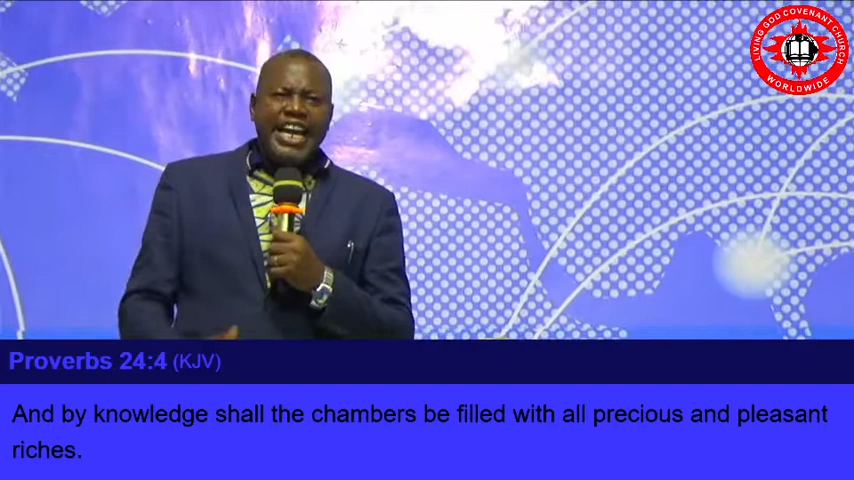 LIVING GOD COVENANT CHURCH
WORLDWIDE
Proverbs 24:4 (KJV)
And by knowledge shall the chambers be filled with all precious and pleasant
riches.